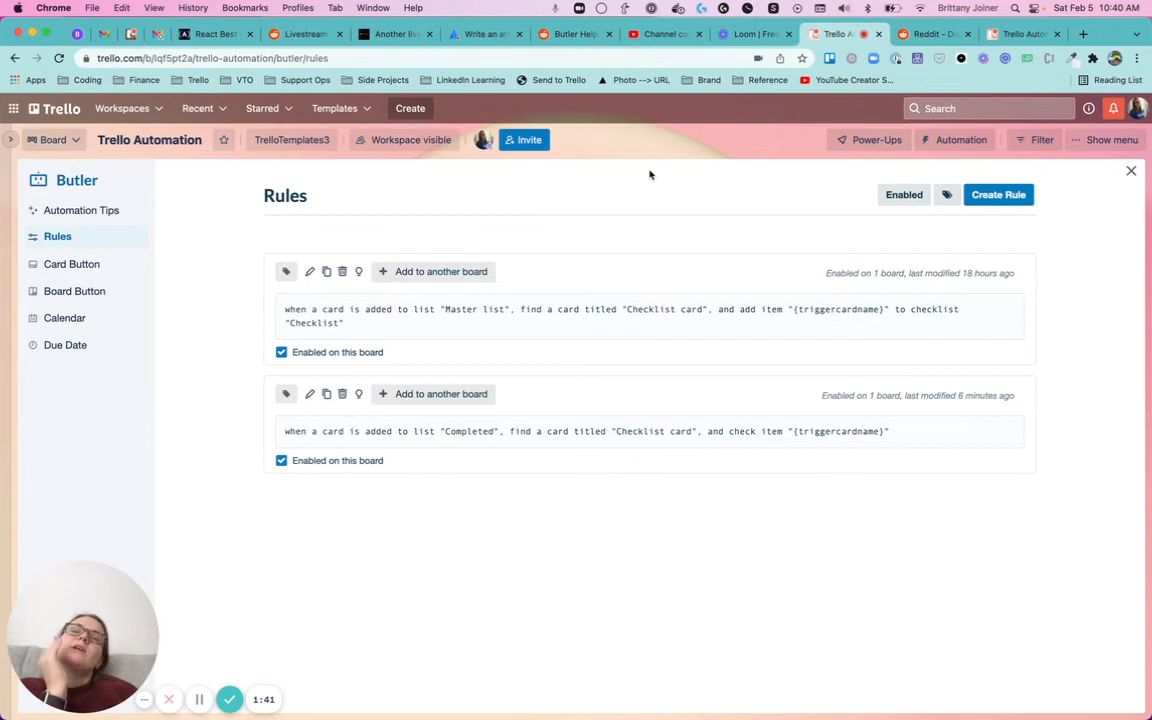 Chrome File Edit View History Bookmarks Profiles Tab Window Help Brittany Joiner Sat Feb 5 10:40 AM
React Best Livestream Another live Write an art Butler Help Channel co Loom | Free Trello A Reddit - Di Trello Auto
trello.com/b/lqf5pt2a/trello-automation/butler/rules
Apps Coding Finance Trello VTO Support Ops Side Projects LinkedIn Learning Send to Trello Photo --> URL Brand Reference YouTube Creator S... Reading List
Trello Workspaces Recent Starred Templates Create Search
Board Trello Automation TrelloTemplates3 Workspace visible Invite Power-Ups Automation Filter ... Show menu
Butler
Automation Tips
Rules
Card Button
Board Button
Calendar
Due Date
Rules Enabled Create Rule
+ Add to another board Enabled on 1 board, last modified 18 hours ago
when a card is added to list "Master list", find a card titled "Checklist card", and add item "{triggercardname}" to checklist
"Checklist"
Enabled on this board
+ Add to another board Enabled on 1 board, last modified 6 minutes ago
when a card is added to list "Completed", find a card titled "Checklist card", and check item "{triggercardname}"
Enabled on this board
1:41